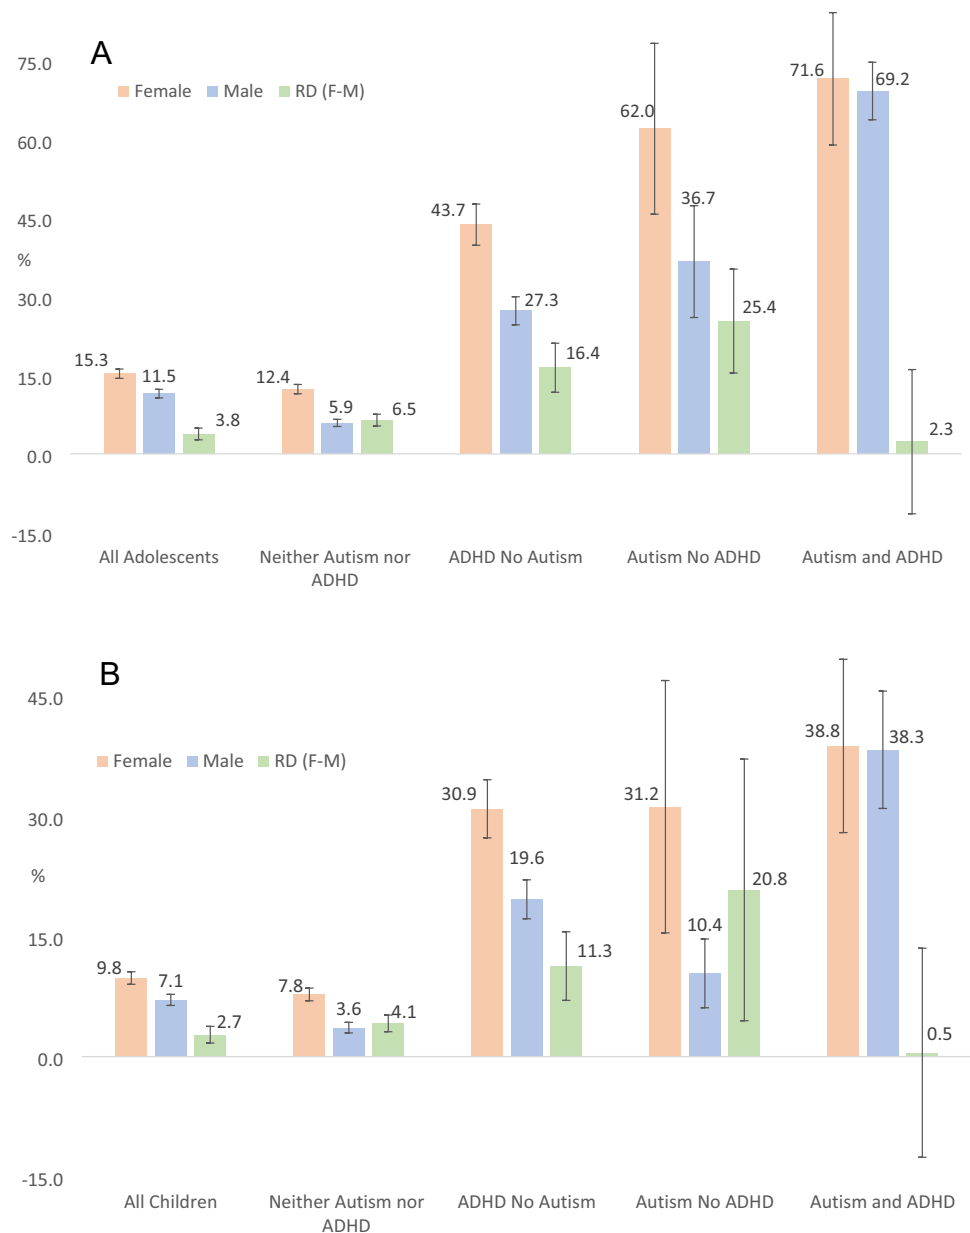 A
75.0
Female Male RD (F-M)
71.6
69.2
60.0
62.0
45.0
43.7
36.7
%
30.0
27.3
25.4
15.0
15.3
11.5
3.8
12.4
5.9
6.5
16.4
2.3
0.0
-15.0
All Adolescents
Neither Autism nor
ADHD
ADHD No Autism
Autism No ADHD
Autism and ADHD
B
45.0
Female Male RD (F-M)
38.8
38.3
30.0
30.9
31.2
19.6
20.8
%
15.0
10.4
11.3
9.8
7.1
2.7
7.8
3.6
4.1
0.5
0.0
-15.0
All Children
Neither Autism nor
ADHD
ADHD No Autism
Autism No ADHD
Autism and ADHD